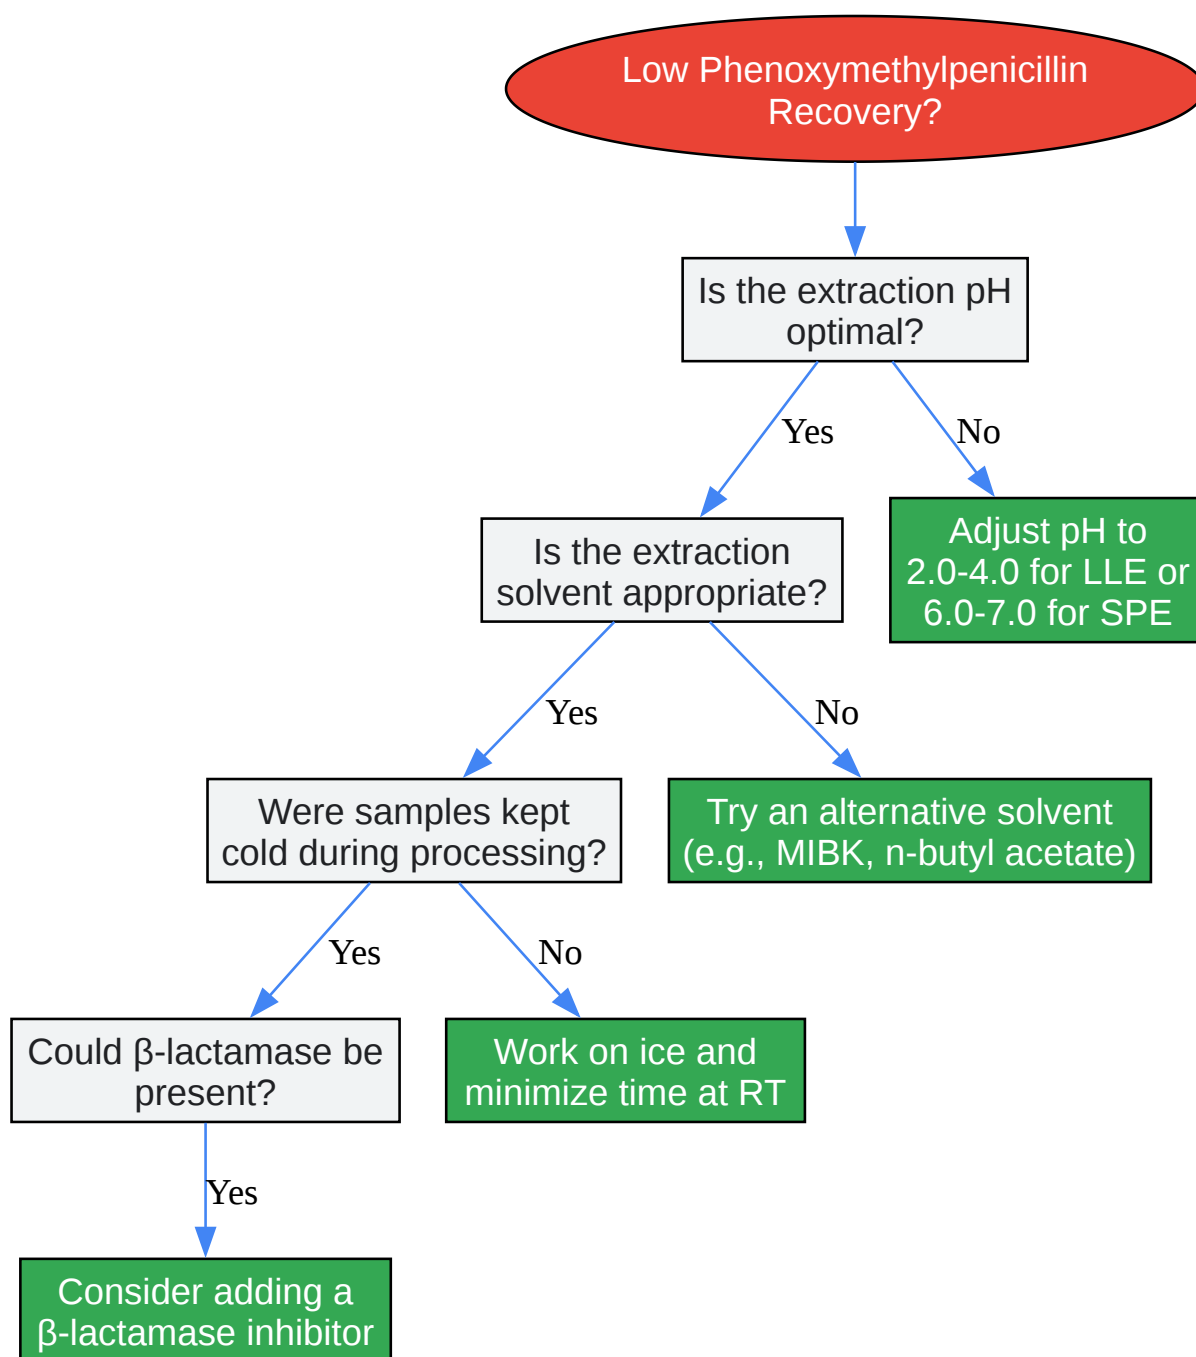 Low Phenoxymethylpenicillin
Recovery?
Is the extraction pH
optimal?
Yes
No
Is the extraction
solvent appropriate?
Adjust pH to
2.0-4.0 for LLE or
6.0-7.0 for SPE
Yes
No
Were samples kept
cold during processing?
Try an alternative solvent
(e.g., MIBK, n-butyl acetate)
Yes
No
Could β-lactamase be
present?
Work on ice and
minimize time at RT
Yes
Consider adding a
β-lactamase inhibitor